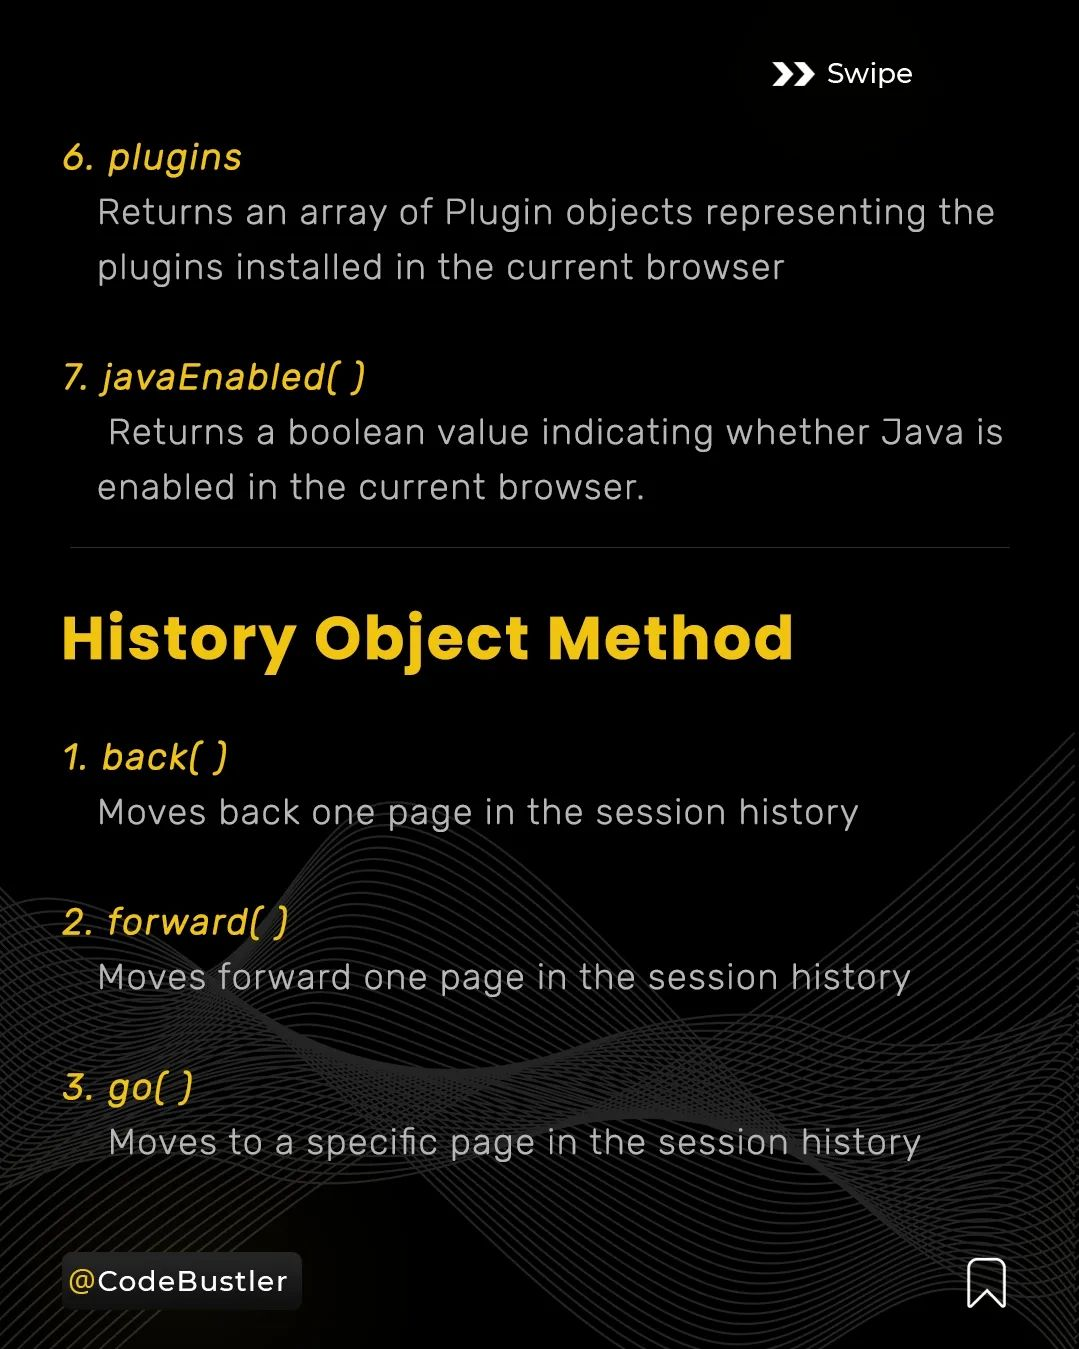 Swipe
6. plugins
Returns an array of Plugin objects representing the
plugins installed in the current browser
7. javaEnabled( )
Returns a boolean value indicating whether Java is
enabled in the current browser.
History Object Method
1. back( )
Moves back one page in the session history
2. forward( )
Moves forward one page in the session history
3. go( )
Moves to a specific page in the session history
@CodeBustler